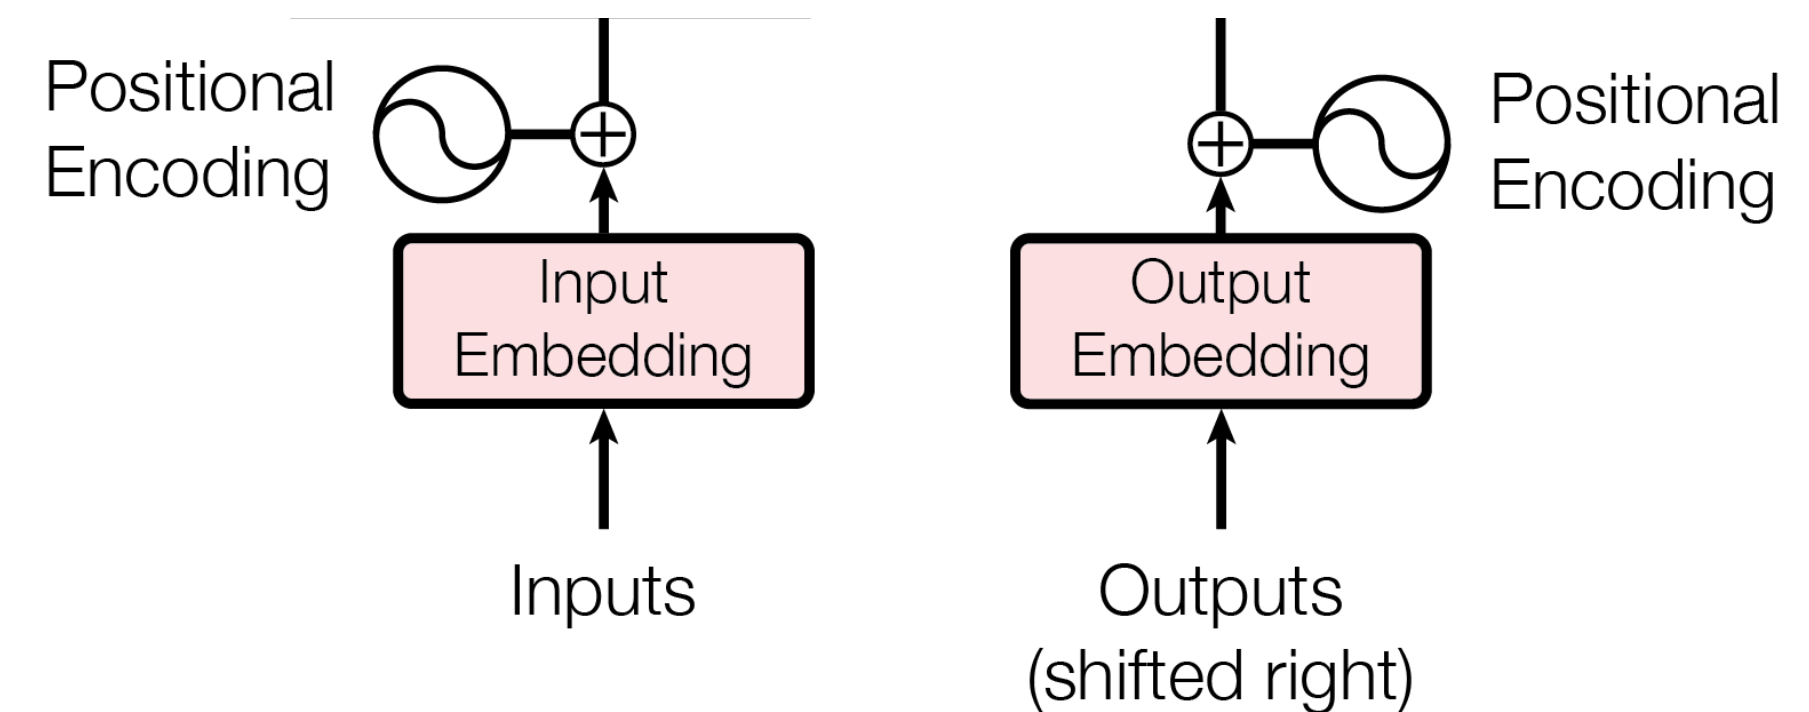 Positional
Encoding
Input
Embedding
Inputs
Positional
Encoding
Output
Embedding
Outputs
(shifted right)